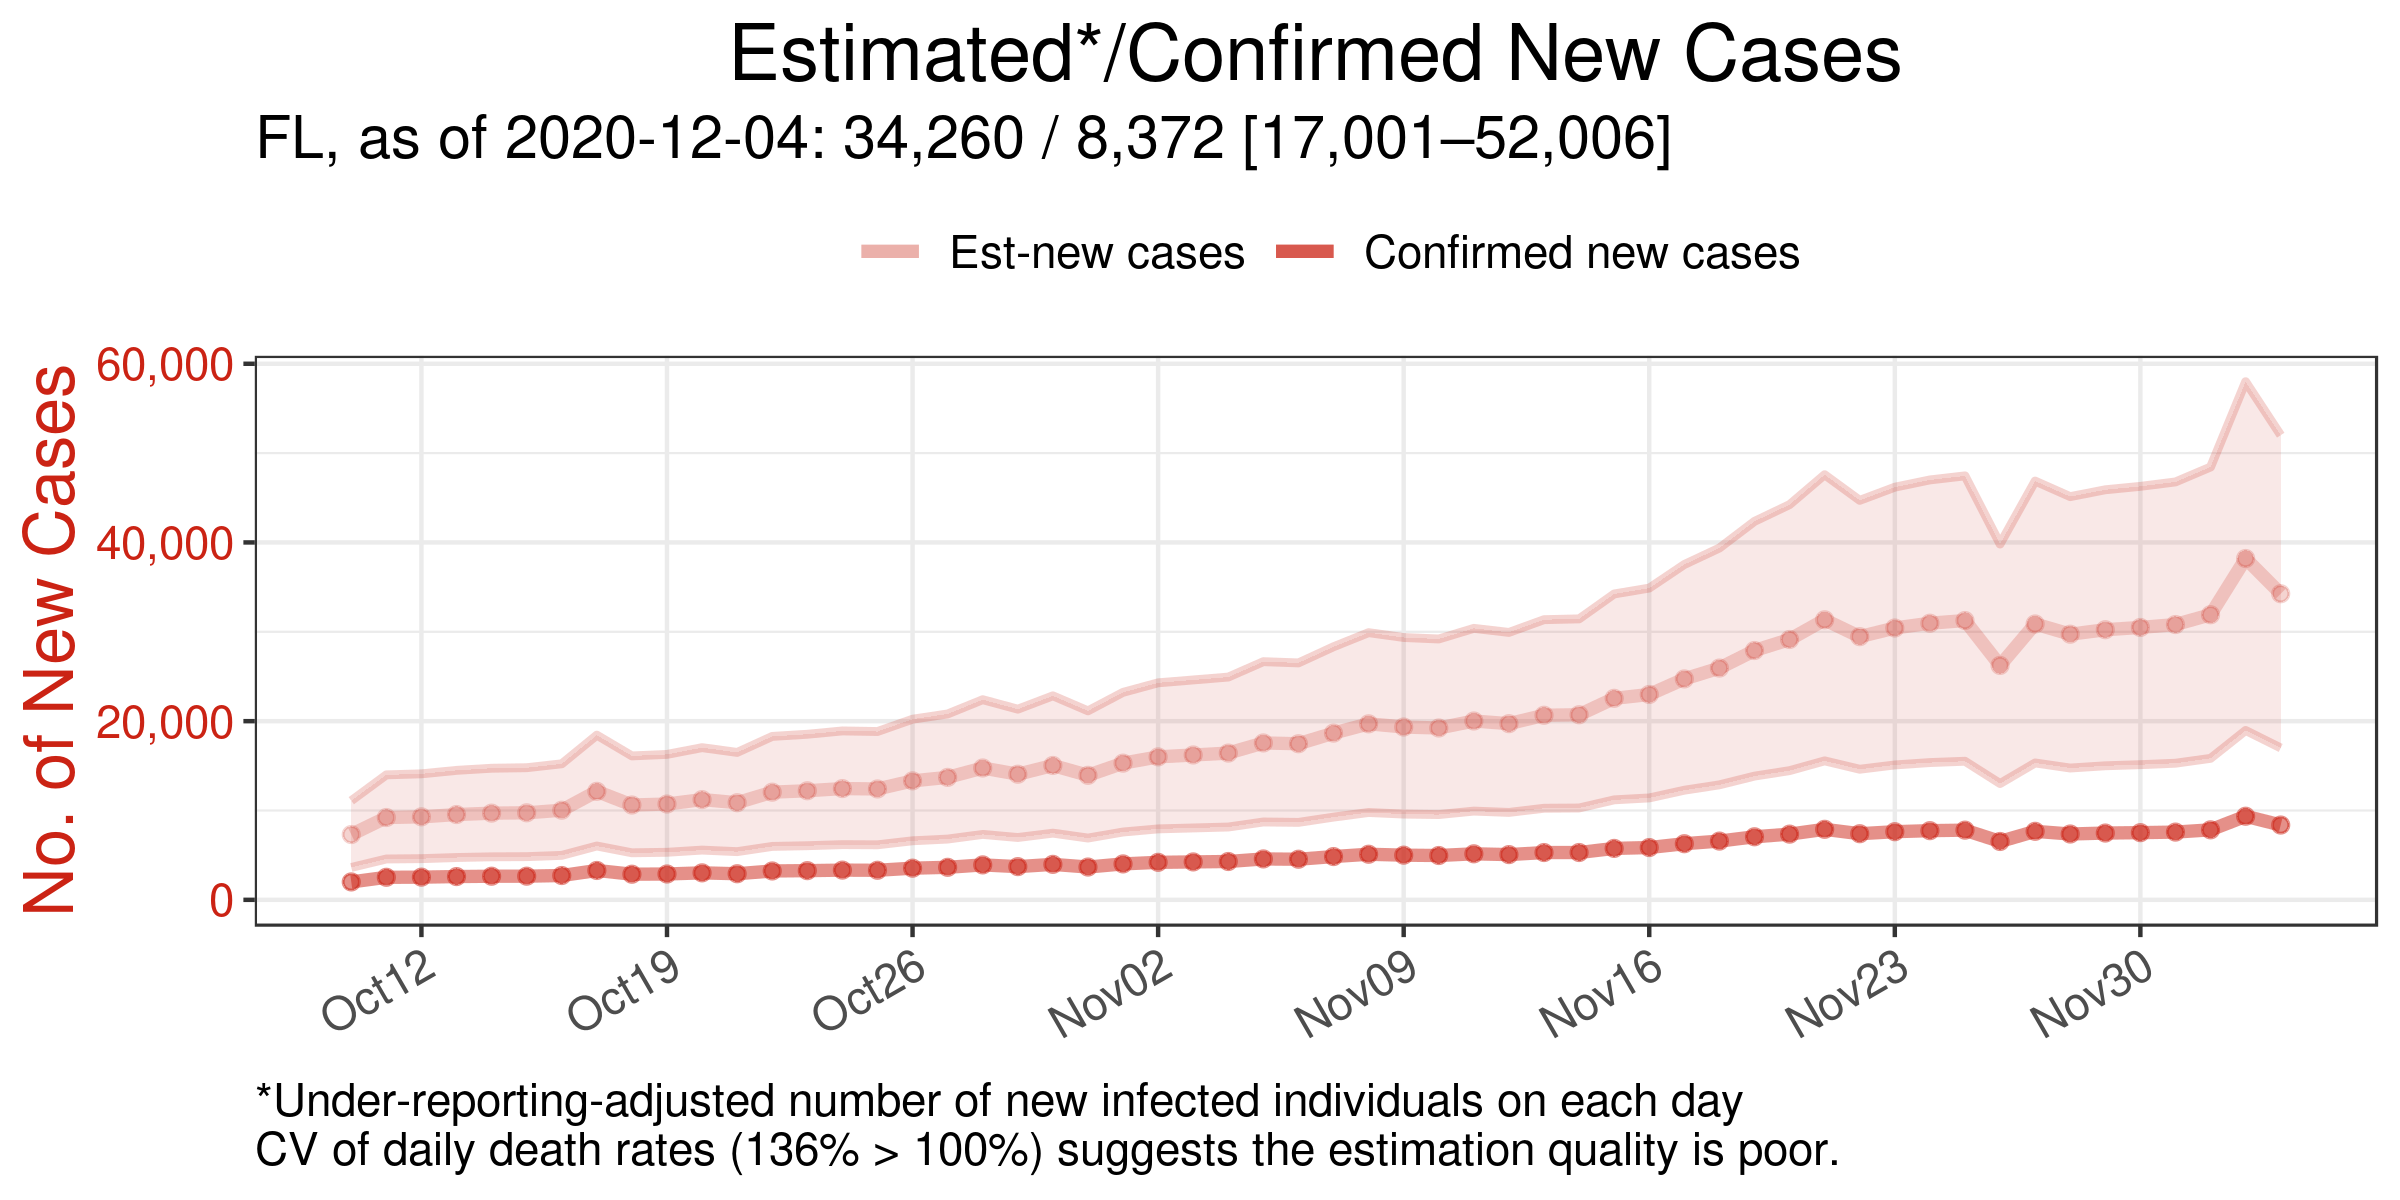 Estimated*/Confirmed New Cases
FL, as of 2020-12-04: 34,260 / 8,372 [17,001–52,006]
Est-new cases
Confirmed new cases
No. of New Cases
60,000
40,000
20,000
0
Oct12
Oct19
Oct26
Nov02
Nov09
Nov16
Nov23
Nov30
*Under-reporting-adjusted number of new infected individuals on each day
CV of daily death rates (136% > 100%) suggests the estimation quality is poor.